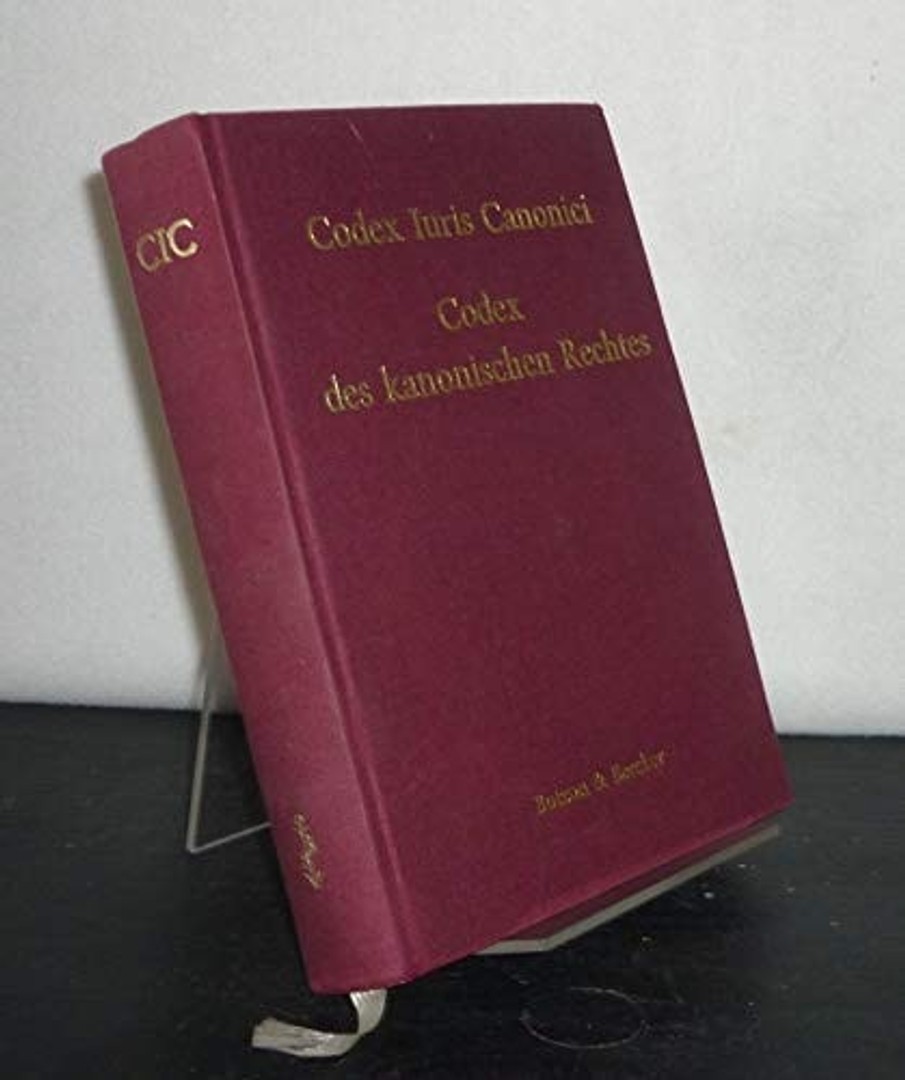 CIC
Codex Iuris Canonici
Codex
des kanonischen Rechtes
Butzon & Bercker